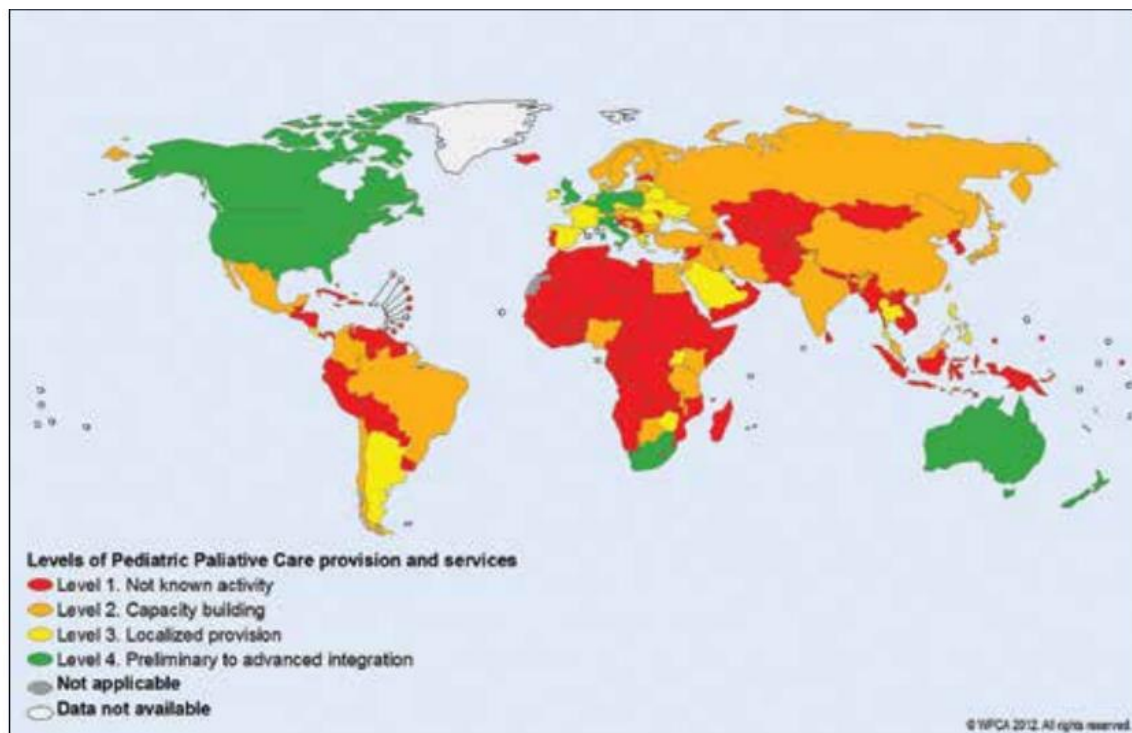 Levels of Pediatric Paliative Care provision and services
Level 1. Not known activity
Level 2. Capacity building
Level 3. Localized provision
Level 4. Preliminary to advanced integration
Not applicable
Data not available
© WPCA 2012. All rights reserved.